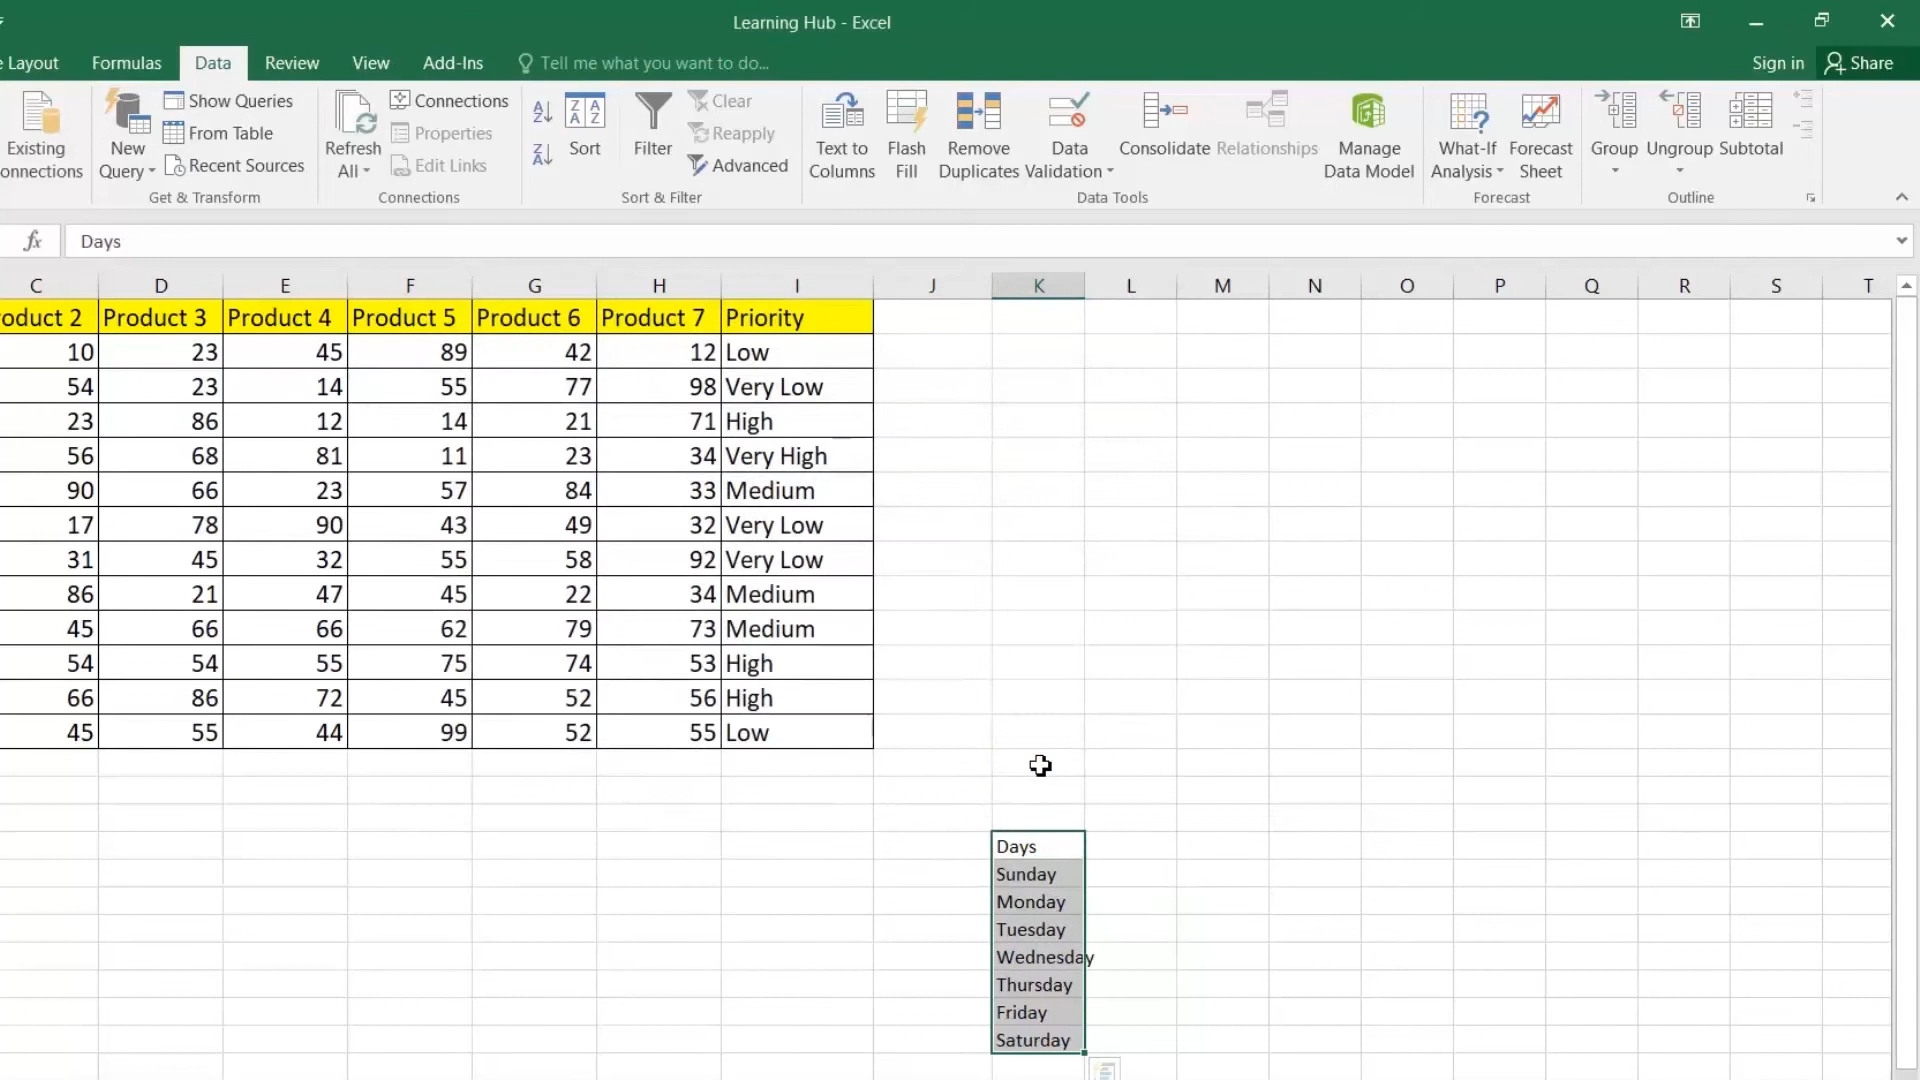 Learning Hub - Excel
e Layout Formulas Data Review View Add-Ins Tell me what you want to do... Sign in Share
Existing
onnections
New
Query
Show Queries
From Table
Recent Sources
Get & Transform
Refresh
All
Connections
Properties
Edit Links
Connections
Sort
Filter
Clear
Reapply
Advanced
Sort & Filter
Text to
Columns
Flash
Fill
Remove
Duplicates
Data
Validation
Consolidate
Relationships
Manage
Data Model
Data Tools
What-If
Analysis
Forecast
Sheet
Forecast
Group
Ungroup
Subtotal
Outline
fx Days
C D E F G H I J K L M N O P Q R S T
oduct 2 Product 3 Product 4 Product 5 Product 6 Product 7 Priority
10 23 45 89 42 12 Low
54 23 14 55 77 98 Very Low
23 86 12 14 21 71 High
56 68 81 11 23 34 Very High
90 66 23 57 84 33 Medium
17 78 90 43 49 32 Very Low
31 45 32 55 58 92 Very Low
86 21 47 45 22 34 Medium
45 66 66 62 79 73 Medium
54 54 55 75 74 53 High
66 86 72 45 52 56 High
45 55 44 99 52 55 Low
Days
Sunday
Monday
Tuesday
Wednesday
Thursday
Friday
Saturday